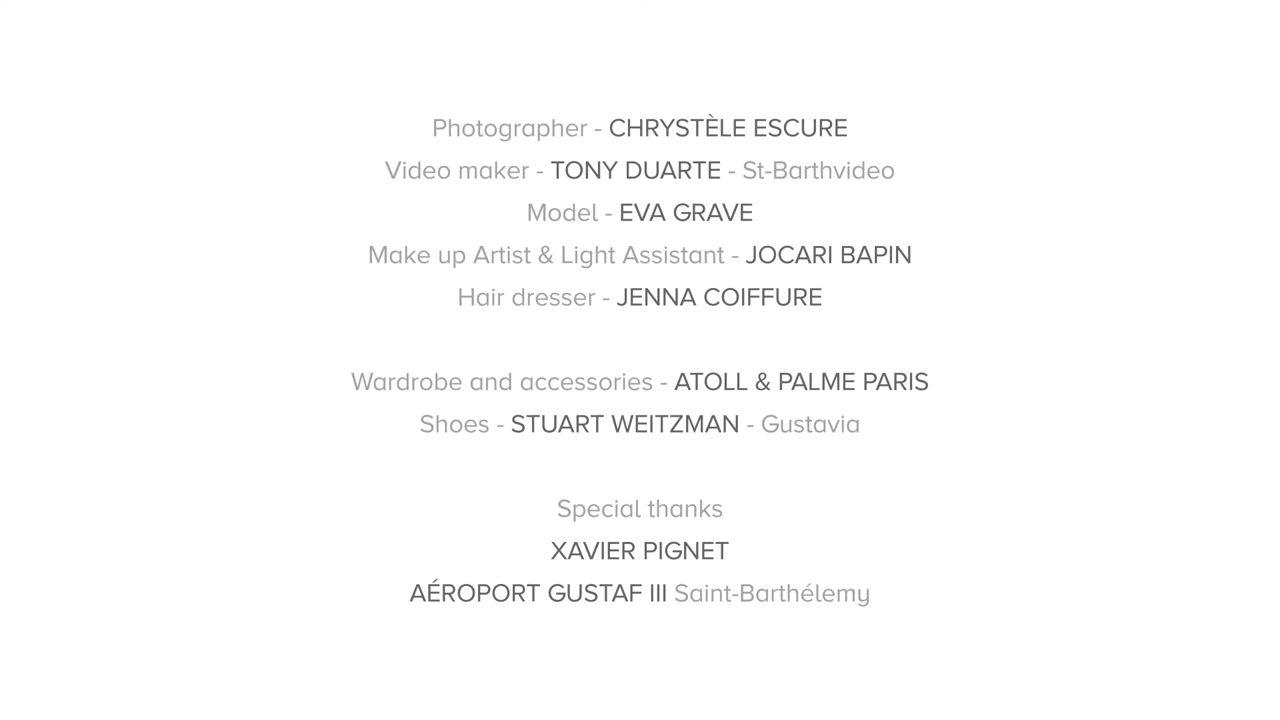 Photographer - CHRYSTÈLE ESCURE
Video maker - TONY DUARTE - St-Barthvideo
Model - EVA GRAVE
Make up Artist & Light Assistant - JOCARI BAPIN
Hair dresser - JENNA COIFFURE
Wardrobe and accessories - ATOLL & PALME PARIS
Shoes - STUART WEITZMAN - Gustavia
Special thanks
XAVIER PIGNET
AÉROPORT GUSTAF III Saint-Barthélemy